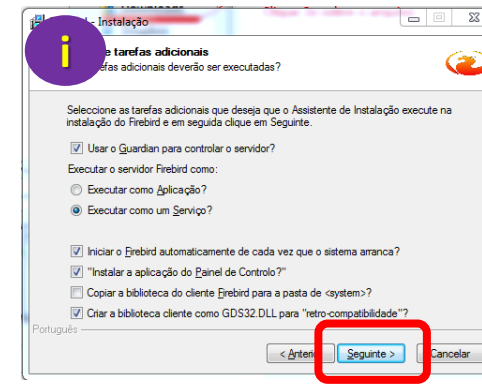 - Instalação
i
e tarefas adicionais
efas adicionais deverão ser executadas?
Seleccione as tarefas adicionais que deseja que o Assistente de Instalação execute na
instalação do Firebird e em seguida clique em Seguinte.
Usar o Guardian para controlar o servidor?
Executar o servidor Firebird como:
Executar como Aplicação?
Executar como um Serviço?
Iniciar o Firebird automaticamente de cada vez que o sistema arranca?
"Instalar a aplicação do Painel de Controlo?"
Copiar a biblioteca do cliente Firebird para a pasta de <system>?
Criar a biblioteca cliente como GDS32.DLL para "retro-compatibilidade"?
Português
< Anterio Seguinte > Cancelar